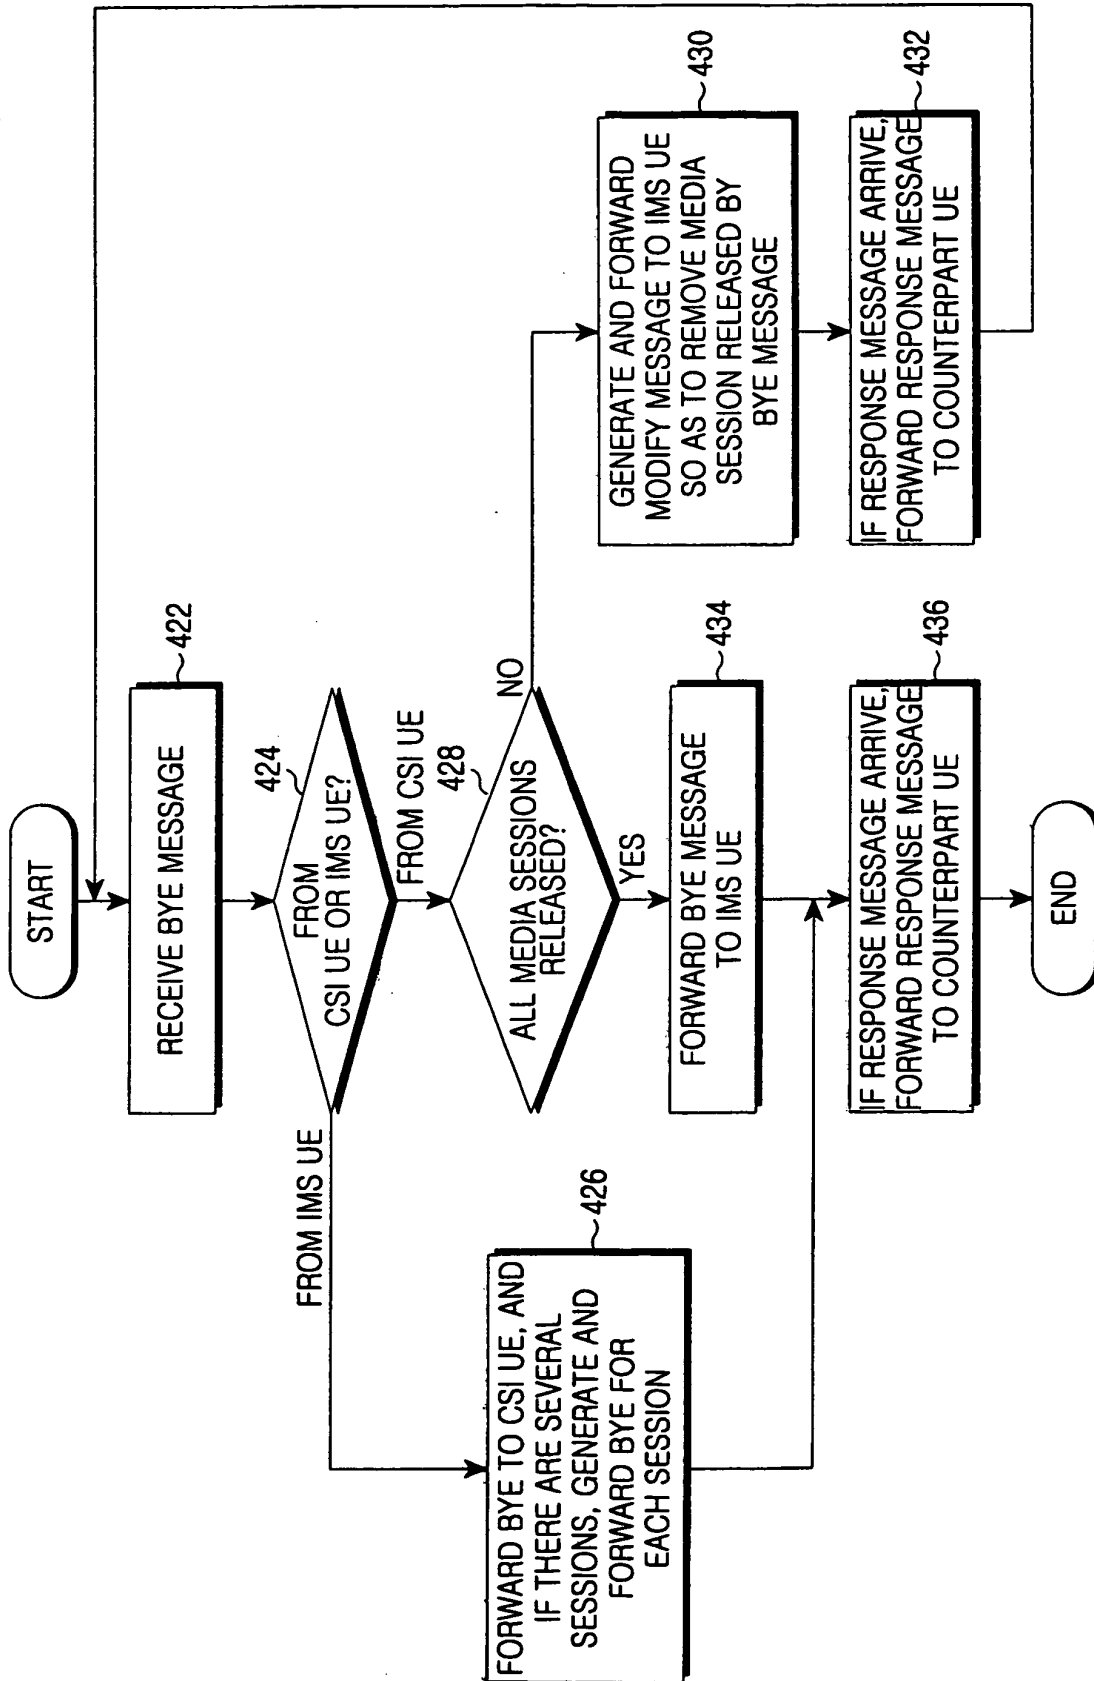 START
422
RECEIVE BYE MESSAGE
424
FROM
CSI UE OR IMS UE?
FROM IMS UE
FROM CSI UE
426
FORWARD BYE TO CSI UE, AND
IF THERE ARE SEVERAL
SESSIONS, GENERATE AND
FORWARD BYE FOR
EACH SESSION
428
ALL MEDIA SESSIONS
RELEASED?
NO
YES
430
GENERATE AND FORWARD
MODIFY MESSAGE TO IMS UE
SO AS TO REMOVE MEDIA
SESSION RELEASED BY
BYE MESSAGE
432
IF RESPONSE MESSAGE ARRIVE,
FORWARD RESPONSE MESSAGE
TO COUNTERPART UE
434
FORWARD BYE MESSAGE
TO IMS UE
436
IF RESPONSE MESSAGE ARRIVE,
FORWARD RESPONSE MESSAGE
TO COUNTERPART UE
END